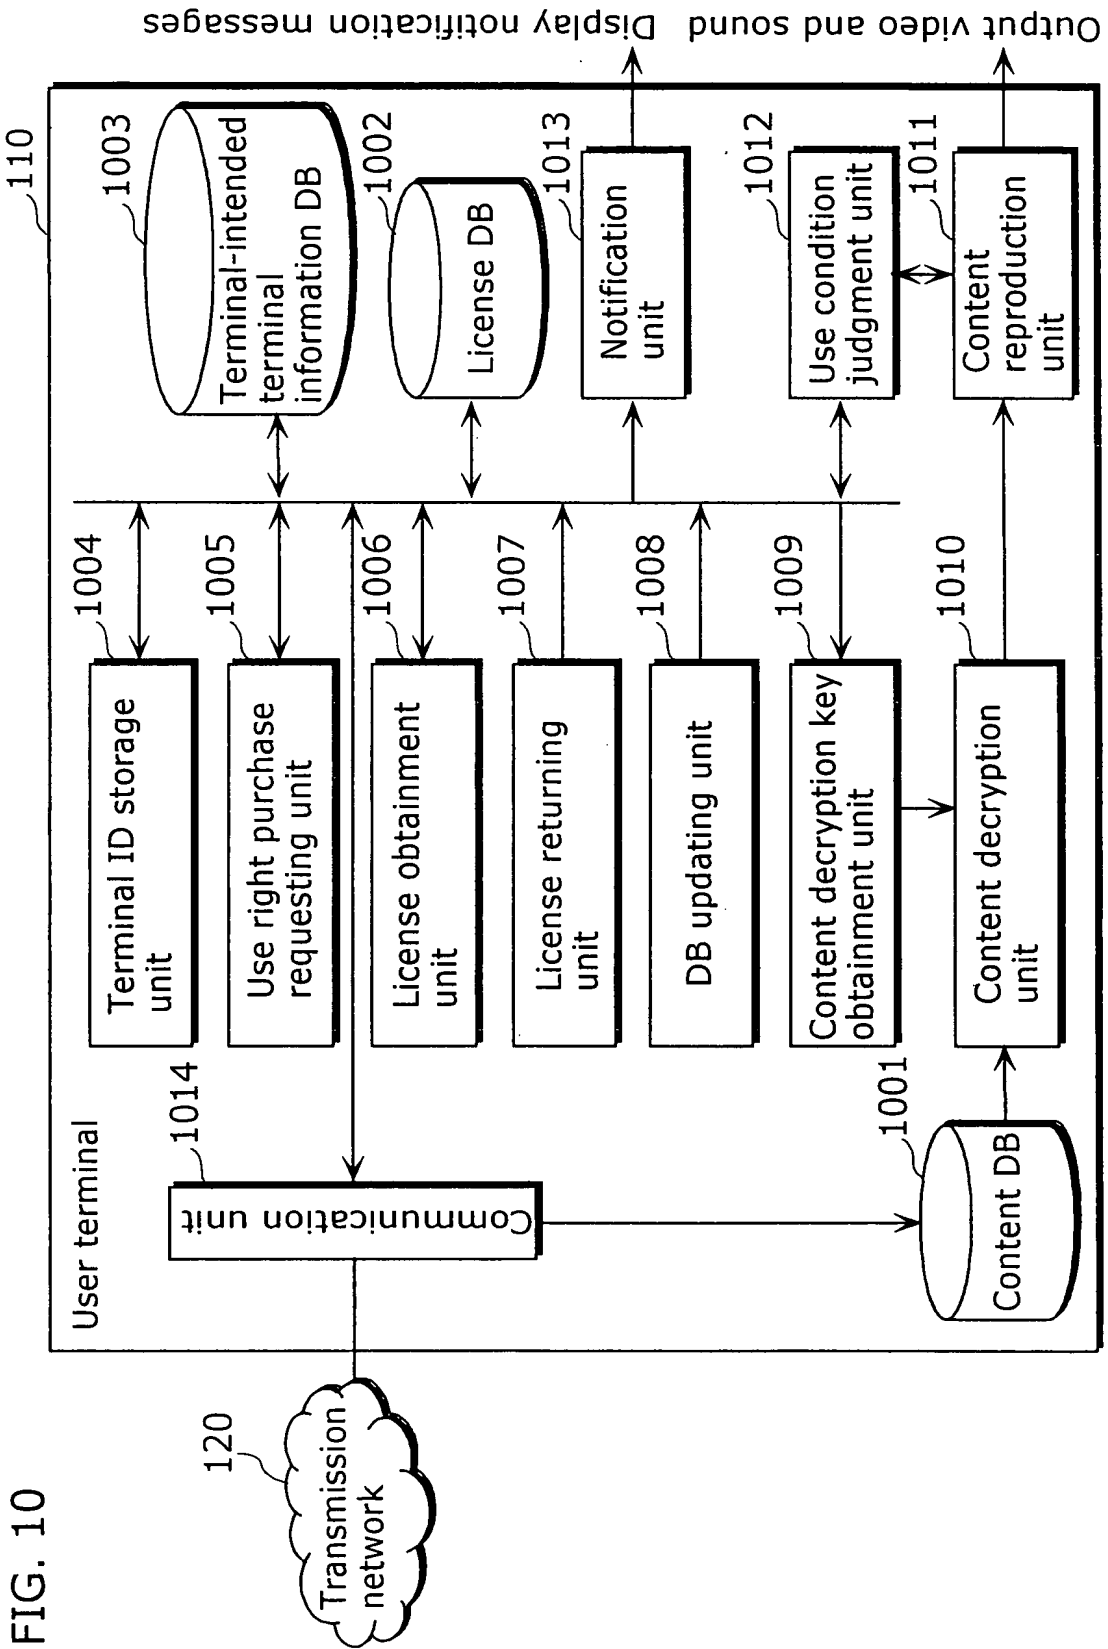 FIG. 10
110
User terminal
120
Transmission
network
1014
Communication unit
1004
Terminal ID storage
unit
1005
Use right purchase
requesting unit
1006
License obtainment
unit
1007
License returning
unit
1008
DB updating unit
1009
Content decryption key
obtainment unit
1010
Content decryption
unit
1001
Content DB
1003
Terminal-intended
terminal
information DB
1002
License DB
1013
Notification
unit
1012
Use condition
judgment unit
1011
Content
reproduction
unit
Display notification messages
Output video and sound